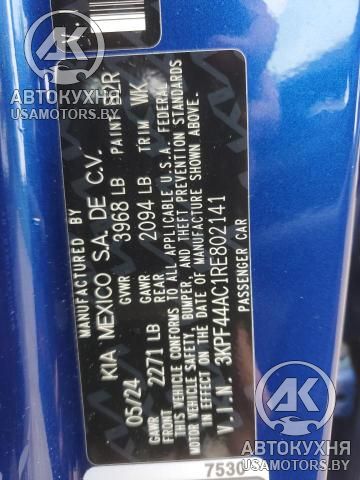 АВТОКУХНЯ
USAMOTORS.BY
MANUFACTURED BY
KIA MEXICO S.A. DE C.V.
05/24 GVWR 3968 LB PAINT B2R
GAWR FRONT 2271 LB GAWR REAR 2094 LB TRIM WK
THIS VEHICLE CONFORMS TO ALL APPLICABLE U.S.A. FEDERAL
MOTOR VEHICLE SAFETY, BUMPER, AND THEFT PREVENTION STANDARDS
IN EFFECT ON THE DATE OF MANUFACTURE SHOWN ABOVE.
V.I.N. 3KPF44AC1RE802141
PASSENGER CAR
7530
АВТОКУХНЯ
USAMOTORS.BY